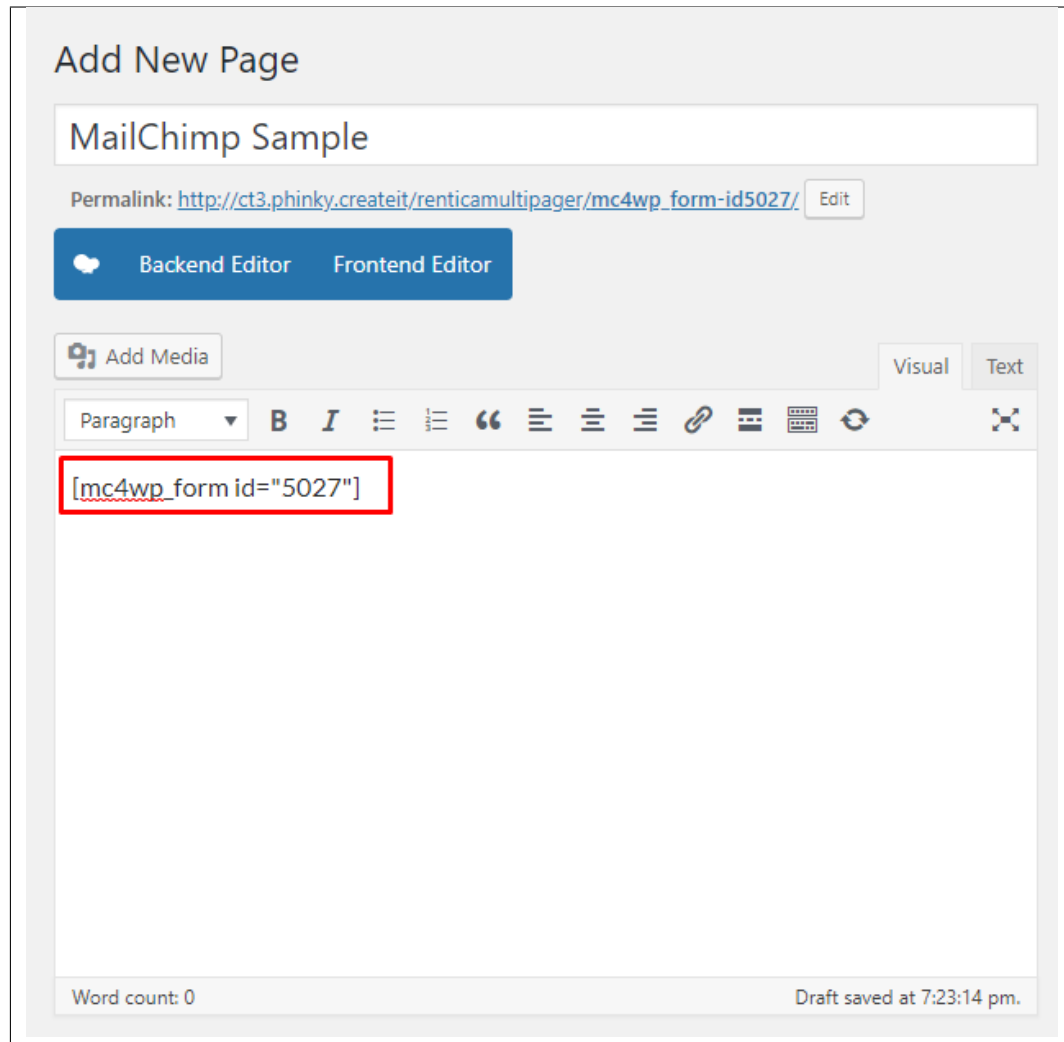 Add New Page
MailChimp Sample
Permalink: http://ct3.phinky.createit/renticamultipager/mc4wp_form-id5027/ Edit
Backend Editor Frontend Editor
Add Media
Visual Text
Paragraph
[mc4wp_form id="5027"]
Word count: 0 Draft saved at 7:23:14 pm.